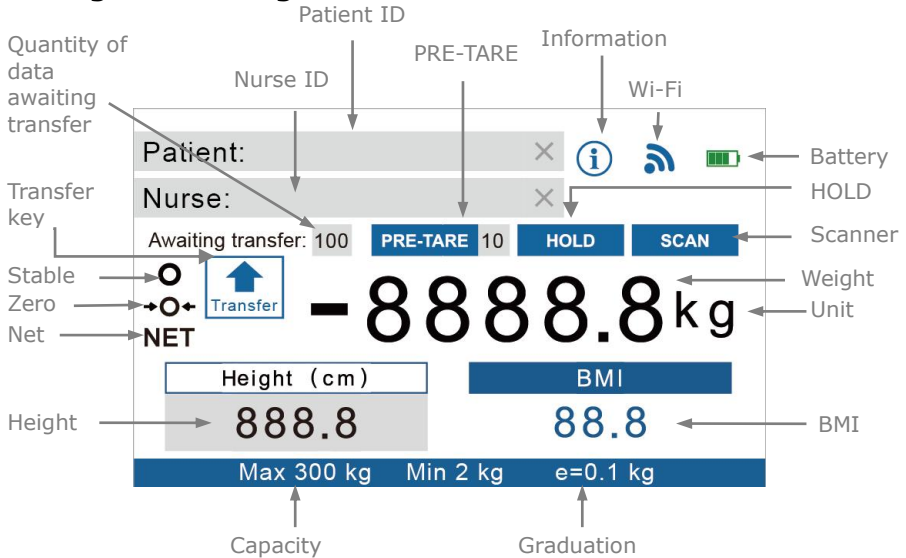 Patient ID
Quantity of
data
awaiting
transfer
Nurse ID
PRE-TARE
Information
Wi-Fi
Patient:
Battery
Nurse:
HOLD
Transfer
key
Awaiting transfer: 100 PRE-TARE 10 HOLD SCAN
Scanner
Stable
Zero
Net
Transfer
NET
-8888.8kg
Weight
Unit
Height (cm) BMI
Height
888.8 88.8
BMI
Max 300 kg Min 2 kg e=0.1 kg
Capacity Graduation